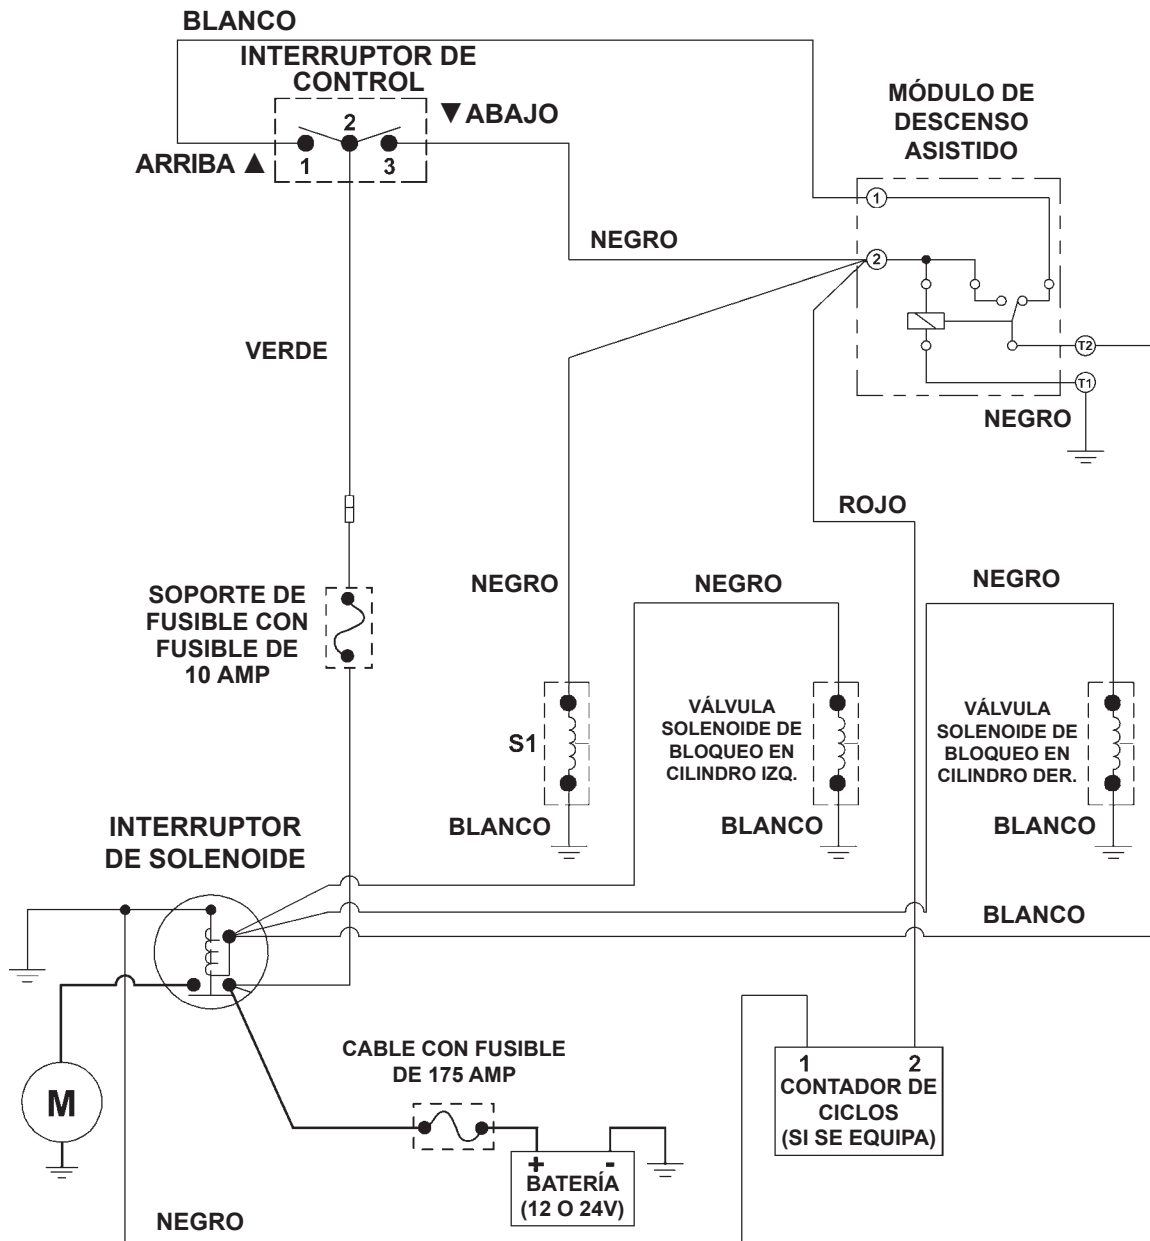 BLANCO
INTERRUPTOR DE
CONTROL
▼ABAJO
2
ARRIBA ▲
1
3
MÓDULO DE
DESCENSO
ASISTIDO
1
NEGRO
2
VERDE
T2
T1
NEGRO
ROJO
SOPORTE DE
FUSIBLE CON
FUSIBLE DE
10 AMP
NEGRO
NEGRO
NEGRO
S1
VÁLVULA
SOLENOIDE DE
BLOQUEO EN
CILINDRO IZQ.
VÁLVULA
SOLENOIDE DE
BLOQUEO EN
CILINDRO DER.
BLANCO
BLANCO
BLANCO
INTERRUPTOR
DE SOLENOIDE
BLANCO
CABLE CON FUSIBLE
DE 175 AMP
M
1
2
CONTADOR DE
CICLOS
(SI SE EQUIPA)
+
-
BATERÍA
(12 O 24V)
NEGRO